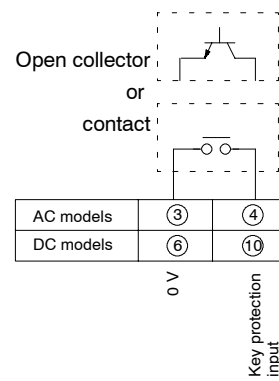 Open collector
or
contact
AC models 3 4
DC models 6 10
0 V
Key protection
input